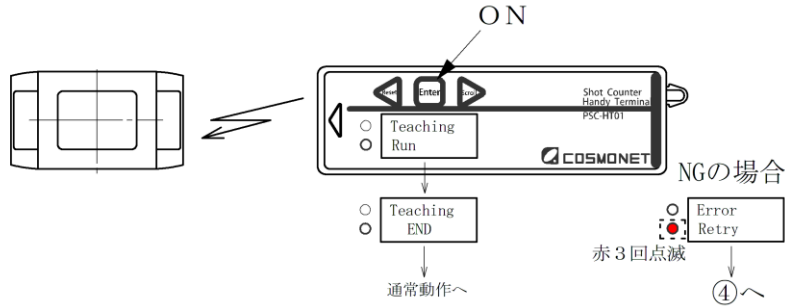 ON
Reset
Enter
Scroll
Shot Counter
Handy Terminal
PSC-HT01
Teaching
Run
COSMONET
NGの場合
Teaching
END
Error
Retry
赤３回点滅
通常動作へ
④へ